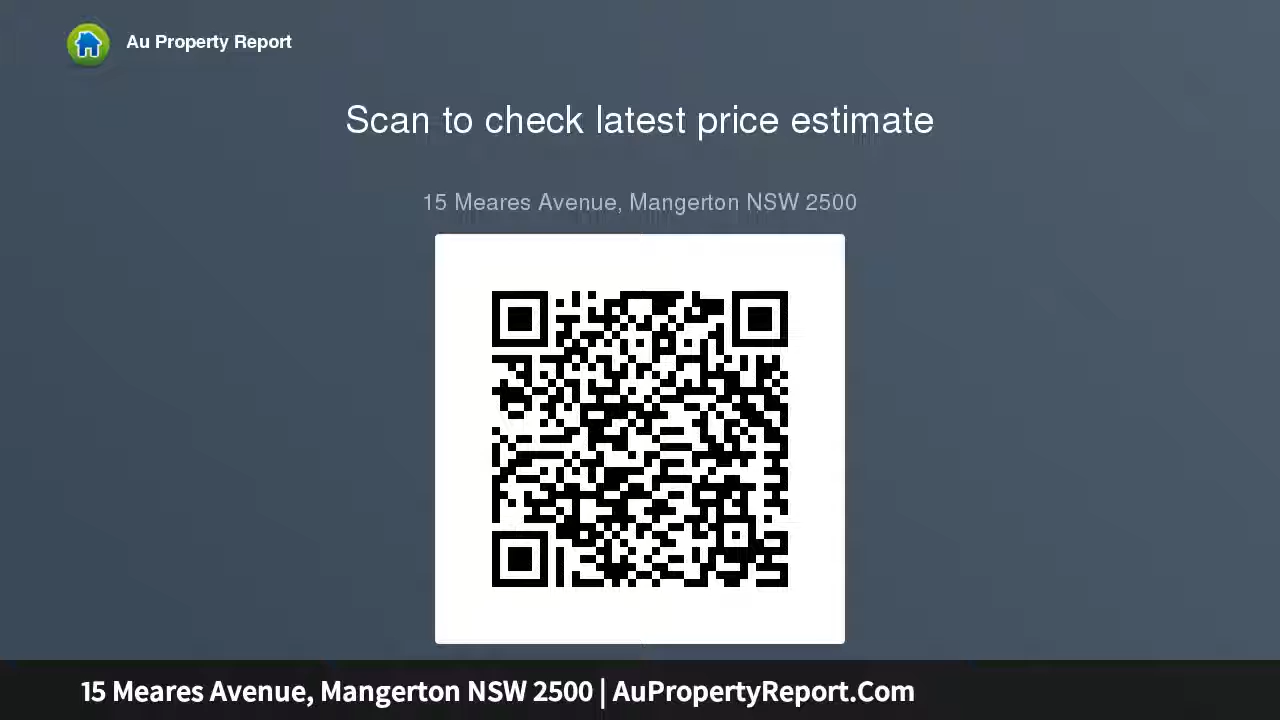 Au Property Report
Scan to check latest price estimate
15 Meares Avenue, Mangerton NSW 2500
15 Meares Avenue, Mangerton NSW 2500 | AuPropertyReport.Com